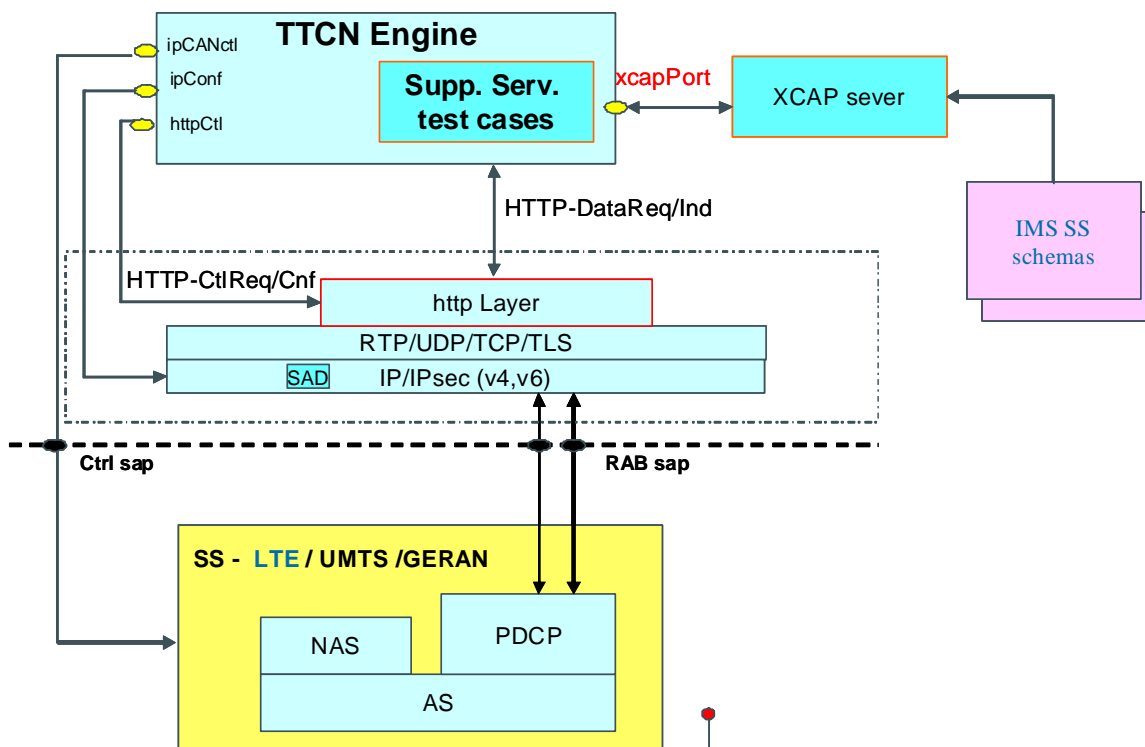 TTCN Engine
ipCANctl
ipConf
httpCtl
Supp. Serv.
test cases
xcapPort
XCAP sever
HTTP-DataReq/Ind
IMS SS
schemas
HTTP-CtlReq/Cnf
http Layer
RTP/UDP/TCP/TLS
SAD
IP/IPsec (v4,v6)
Ctrl sap
RAB sap
SS - LTE / UMTS /GERAN
NAS
PDCP
AS